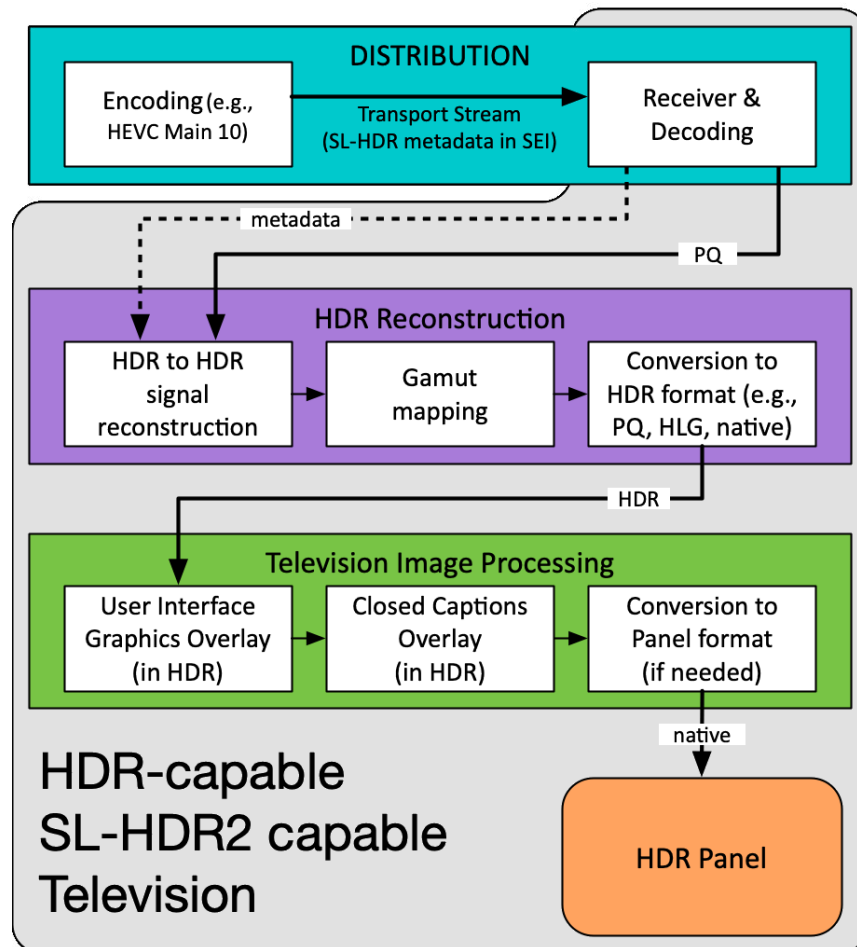 DISTRIBUTION
Encoding (e.g.,
HEVC Main 10)
Transport Stream
(SL-HDR metadata in SEI)
Receiver &
Decoding
metadata
PQ
HDR Reconstruction
HDR to HDR
signal
reconstruction
Gamut
mapping
Conversion to
HDR format (e.g.,
PQ, HLG, native)
HDR
Television Image Processing
User Interface
Graphics Overlay
(in HDR)
Closed Captions
Overlay
(in HDR)
Conversion to
Panel format
(if needed)
native
HDR-capable
SL-HDR2 capable
Television
HDR Panel